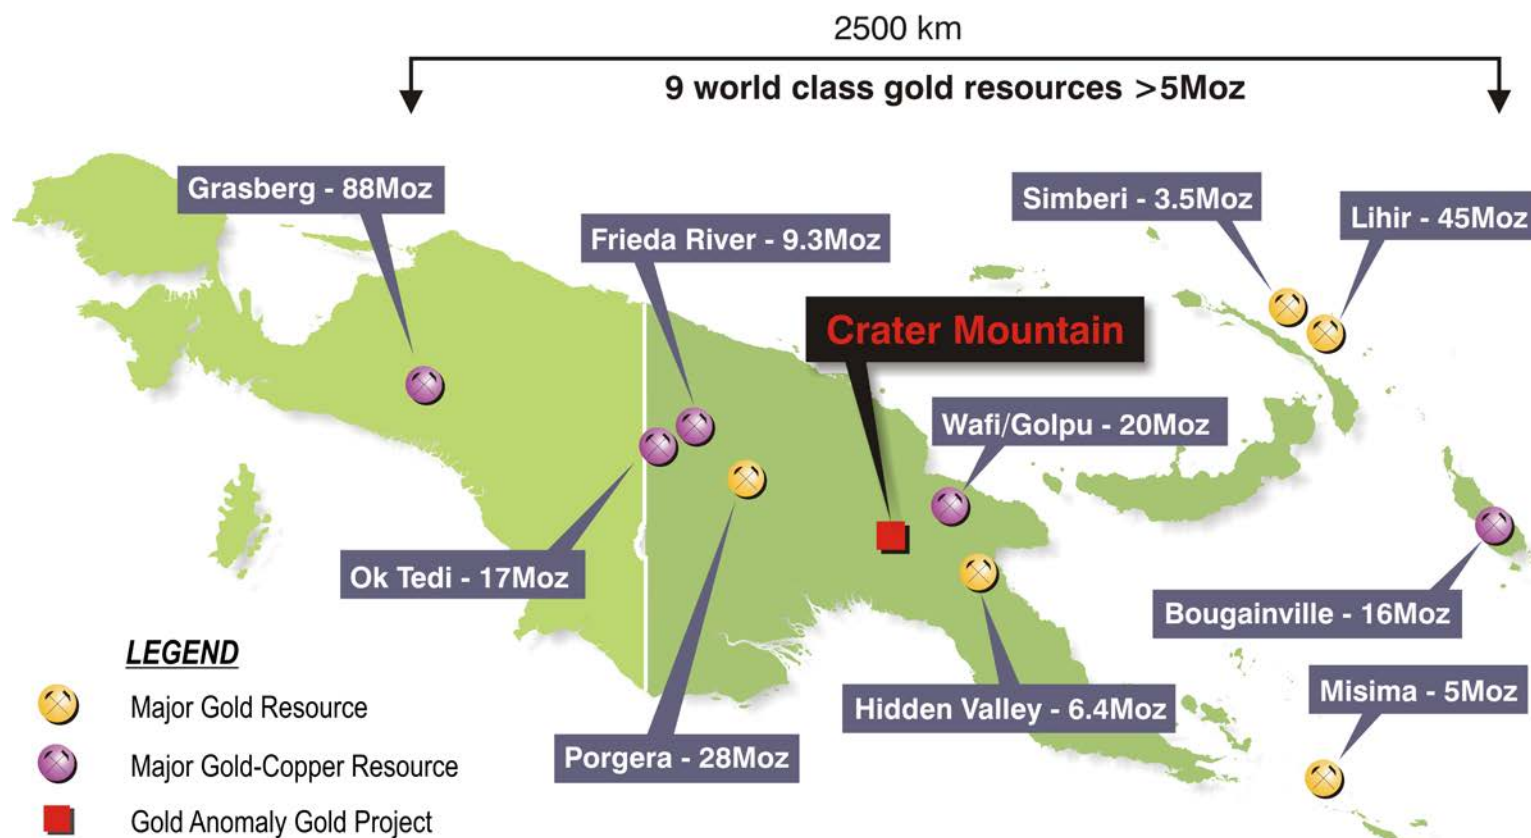 2500 km
9 world class gold resources >5Moz
Grasberg - 88Moz
Simberi - 3.5Moz
Lihir - 45Moz
Frieda River - 9.3Moz
Crater Mountain
Wafi/Golpu - 20Moz
Ok Tedi - 17Moz
Bougainville - 16Moz
Misima - 5Moz
Hidden Valley - 6.4Moz
Porgera - 28Moz
LEGEND
Major Gold Resource
Major Gold-Copper Resource
Gold Anomaly Gold Project